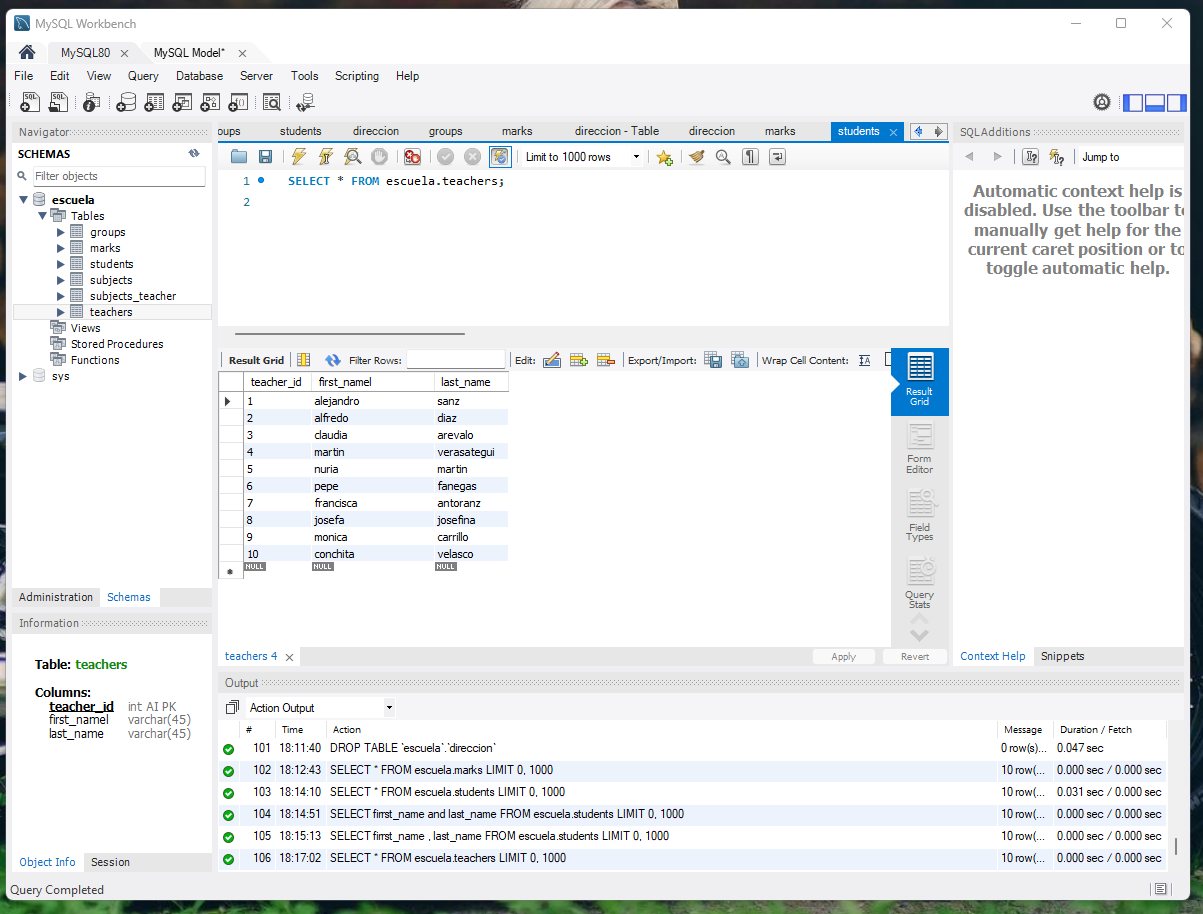 MySQL Workbench
MySQL80
MySQL Model*
File Edit View Query Database Server Tools Scripting Help
Navigator
SCHEMAS
Filter objects
escuela
Tables
groups
marks
students
subjects
subjects_teacher
teachers
Views
Stored Procedures
Functions
sys
Administration Schemas
Information
Table: teachers
Columns:
teacher_id int AI PK
first_namel varchar(45)
last_name varchar(45)
Object Info Session
Query Completed
oups students direccion groups marks direccion - Table direccion marks students
Limit to 1000 rows
1 SELECT * FROM escuela.teachers;
2
Result Grid Filter Rows: Edit: Export/Import: Wrap Cell Content:
teacher_id first_namel last_name
1 alejandro sanz
2 alfredo diaz
3 claudia arevalo
4 martin verasategui
5 nuria martin
6 pepe fanegas
7 francisca antoranz
8 josefa josefina
9 monica carrillo
10 conchita velasco
NULL NULL NULL
Result
Grid
Form
Editor
Field
Types
Query
Stats
teachers 4
Apply Revert
SQLAdditions
Jump to
Automatic context help is
disabled. Use the toolbar to
manually get help for the
current caret position or to
toggle automatic help.
Context Help Snippets
Output
Action Output
# Time Action Message Duration / Fetch
101 18:11:40 DROP TABLE `escuela`.`direccion` 0 row(s)... 0.047 sec
102 18:12:43 SELECT * FROM escuela.marks LIMIT 0, 1000 10 row(... 0.000 sec / 0.000 sec
103 18:14:10 SELECT * FROM escuela.students LIMIT 0, 1000 10 row(... 0.031 sec / 0.000 sec
104 18:14:51 SELECT firrst_name and last_name FROM escuela.students LIMIT 0, 1000 10 row(... 0.000 sec / 0.000 sec
105 18:15:13 SELECT firrst_name , last_name FROM escuela.students LIMIT 0, 1000 10 row(... 0.000 sec / 0.000 sec
106 18:17:02 SELECT * FROM escuela.teachers LIMIT 0, 1000 10 row(... 0.000 sec / 0.000 sec